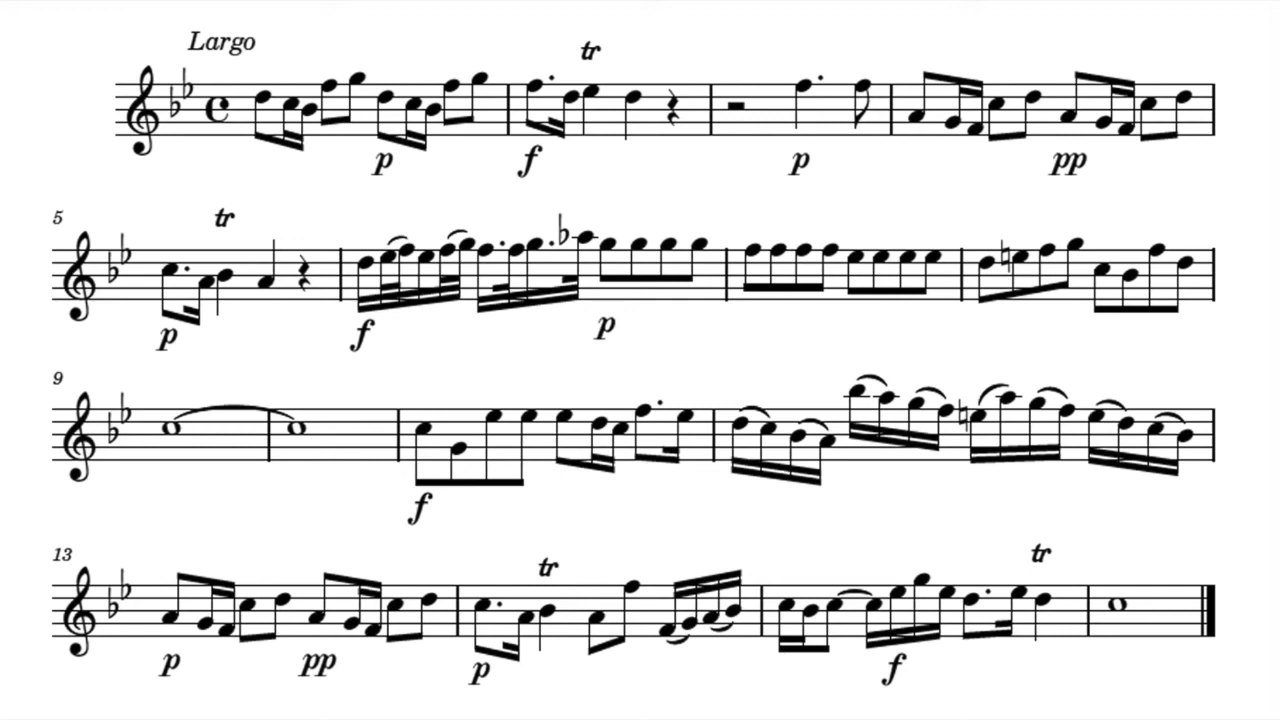 Largo
tr
p f p pp
5 tr
p f p
9
f
13 tr tr
p pp p f